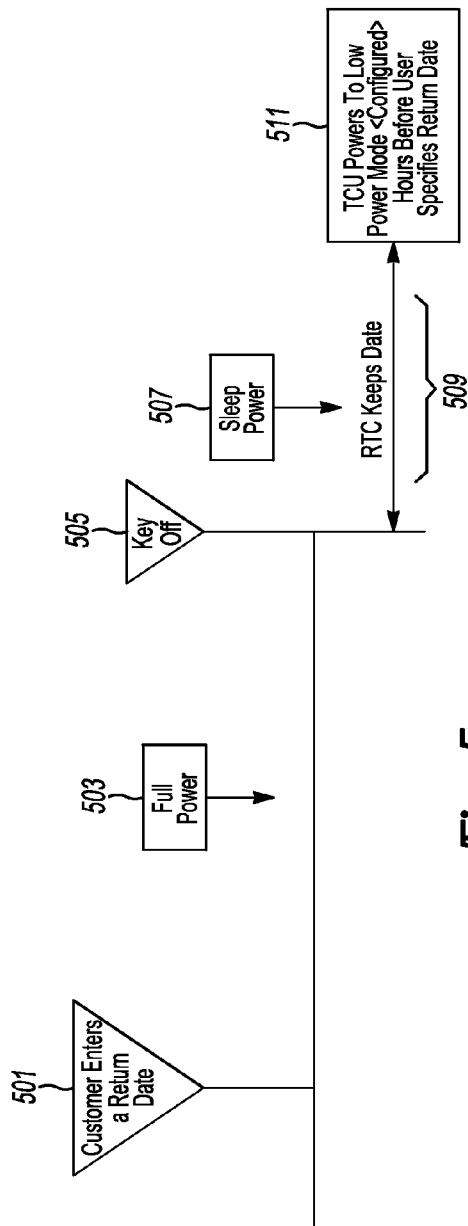 501
Customer Enters
a Return
Date
503
Full
Power
505
Key
Off
507
Sleep
Power
RTC Keeps Date
509
511
TCU Powers To Low
Power Mode <Configured>
Hours Before User
Specifies Return Date